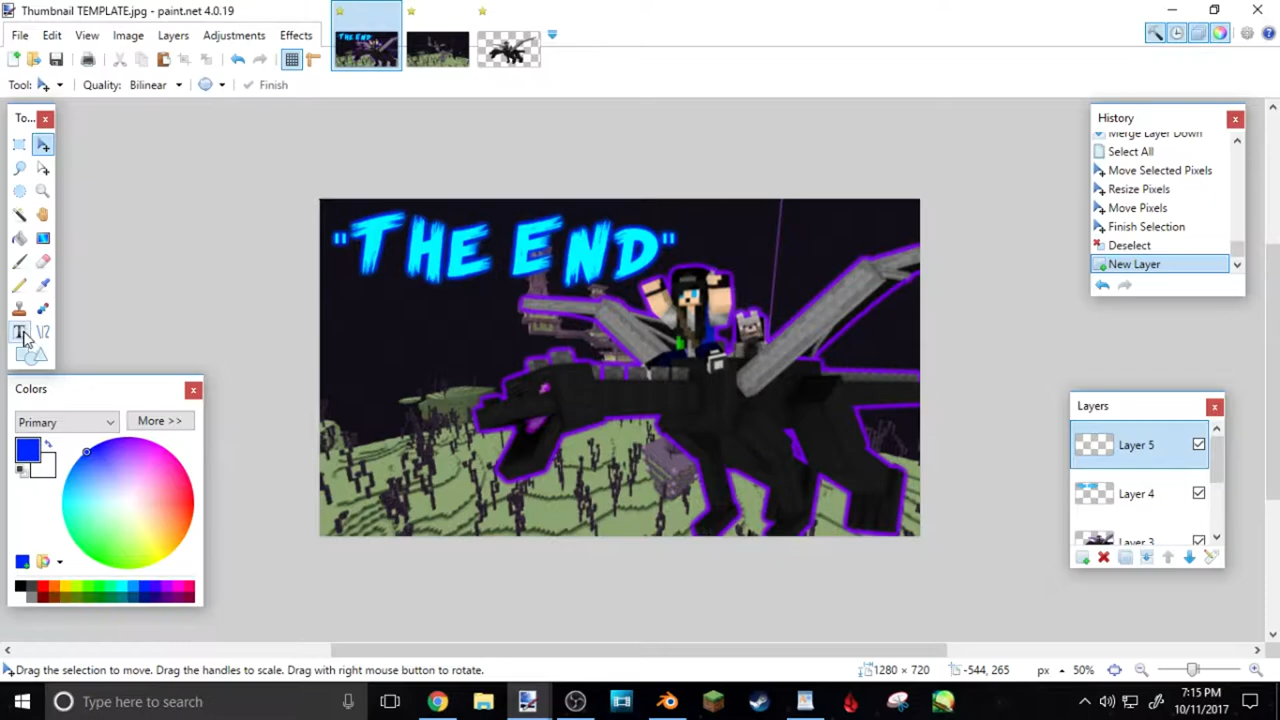 Thumbnail TEMPLATE.jpg - paint.net 4.0.19
File Edit View Image Layers Adjustments Effects
Tool: Quality: Bilinear Finish
To...
"THE END"
History
Merge Layer Down
Select All
Move Selected Pixels
Resize Pixels
Move Pixels
Finish Selection
Deselect
New Layer
Colors
Primary
More >>
Layers
Layer 5
Layer 4
Layer 3
Drag the selection to move. Drag the handles to scale. Drag with right mouse button to rotate.
1280 × 720
-544, 265
px
50%
Type here to search
7:15 PM
10/11/2017